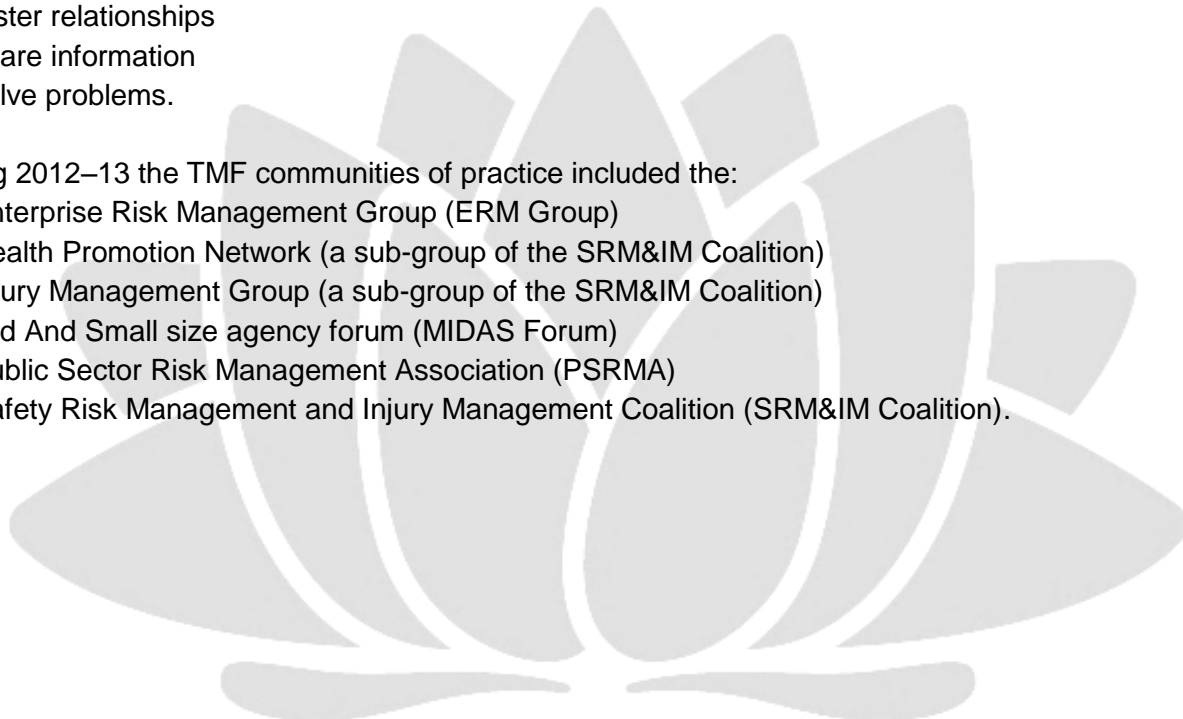 ster relationships
are information
lve problems.
g 2012–13 the TMF communities of practice included the:
nterprise Risk Management Group (ERM Group)
ealth Promotion Network (a sub-group of the SRM&IM Coalition)
jury Management Group (a sub-group of the SRM&IM Coalition)
d And Small size agency forum (MIDAS Forum)
ublic Sector Risk Management Association (PSRMA)
afety Risk Management and Injury Management Coalition (SRM&IM Coalition).